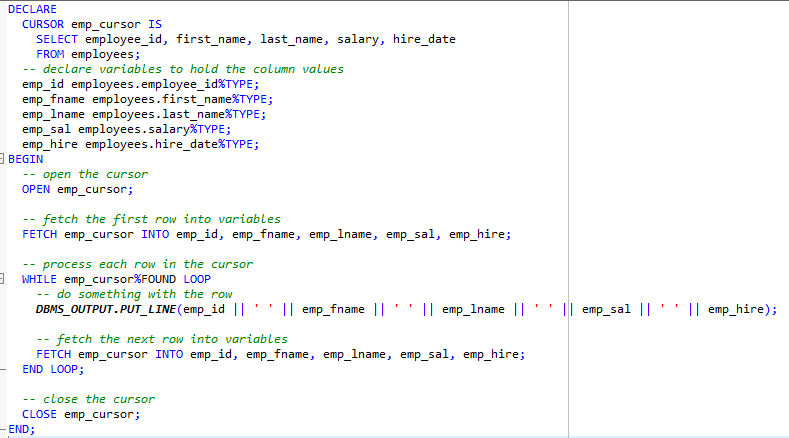 DECLARE
CURSOR emp_cursor IS
SELECT employee_id, first_name, last_name, salary, hire_date
FROM employees;
-- declare variables to hold the column values
emp_id employees.employee_id%TYPE;
emp_fname employees.first_name%TYPE;
emp_lname employees.last_name%TYPE;
emp_sal employees.salary%TYPE;
emp_hire employees.hire_date%TYPE;
BEGIN
-- open the cursor
OPEN emp_cursor;
-- fetch the first row into variables
FETCH emp_cursor INTO emp_id, emp_fname, emp_lname, emp_sal, emp_hire;
-- process each row in the cursor
WHILE emp_cursor%FOUND LOOP
-- do something with the row
DBMS_OUTPUT.PUT_LINE(emp_id || ' ' || emp_fname || ' ' || emp_lname || ' ' || emp_sal || ' ' || emp_hire);
-- fetch the next row into variables
FETCH emp_cursor INTO emp_id, emp_fname, emp_lname, emp_sal, emp_hire;
END LOOP;
-- close the cursor
CLOSE emp_cursor;
END;